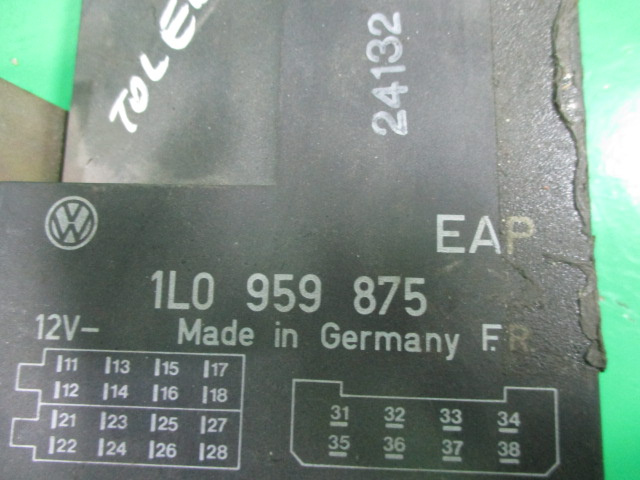 TOLE
24132
VW
EAP
1L0 959 875
12V-
Made in Germany F.R
11 13 15 17
12 14 16 18
21 23 25 27
22 24 26 28
31 32 33 34
35 36 37 38